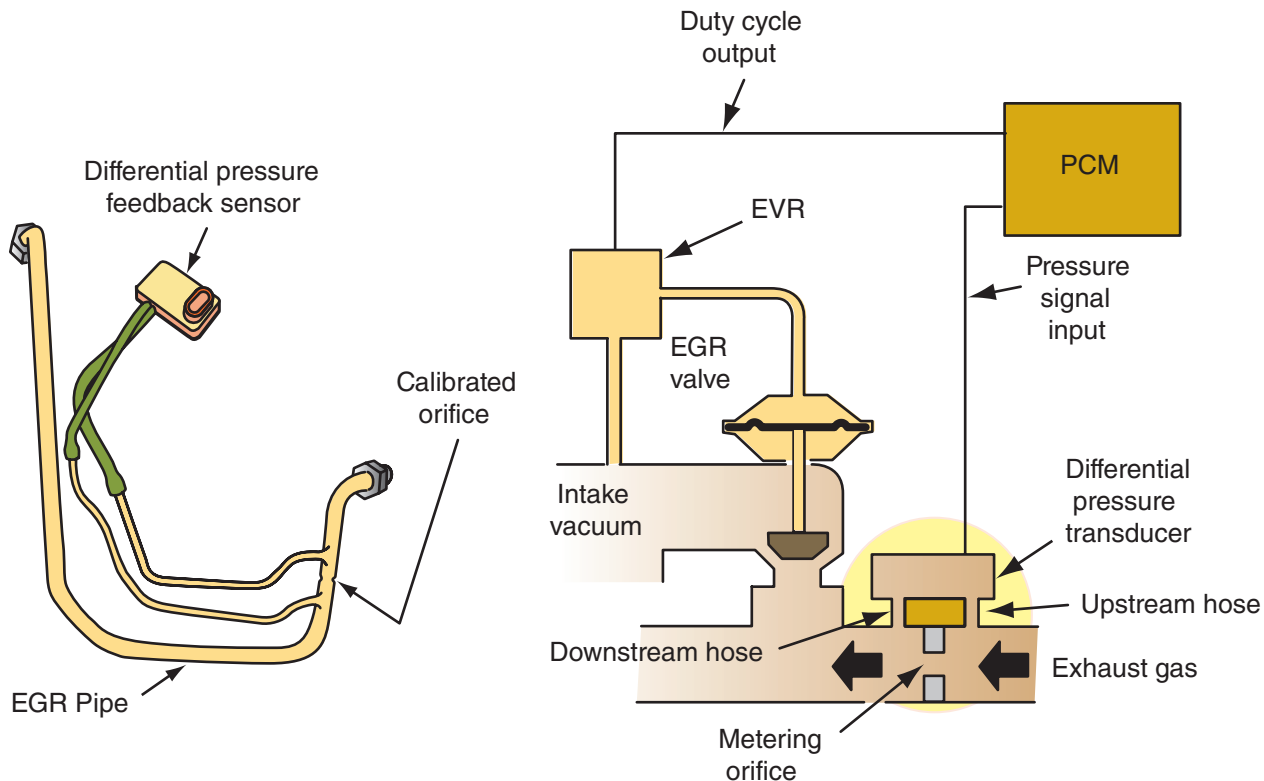 Duty cycle
output
PCM
Differential pressure
feedback sensor
EVR
Pressure
signal
input
EGR
valve
Calibrated
orifice
Intake
vacuum
Differential
pressure
transducer
Upstream hose
Downstream hose
Exhaust gas
EGR Pipe
Metering
orifice